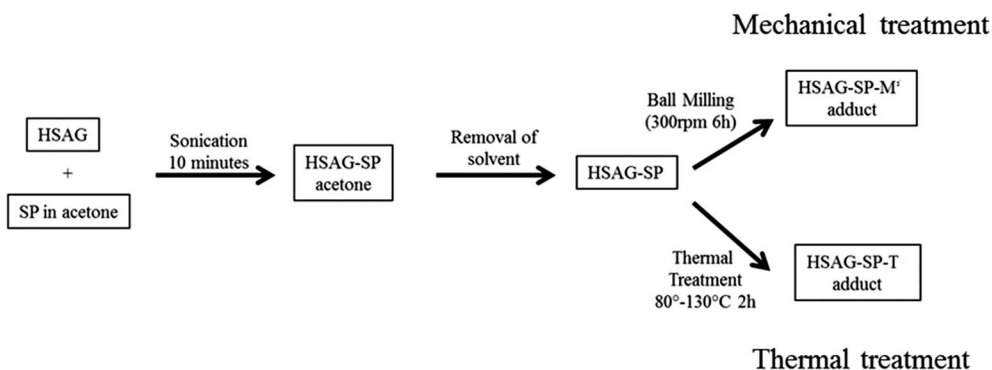 Mechanical treatment
HSAG
+
SP in acetone
Sonication
10 minutes
HSAG-SP
acetone
Removal of
solvent
HSAG-SP
Ball Milling
(300rpm 6h)
HSAG-SP-M♯
adduct
Thermal
Treatment
80°-130°C 2h
HSAG-SP-T
adduct
Thermal treatment